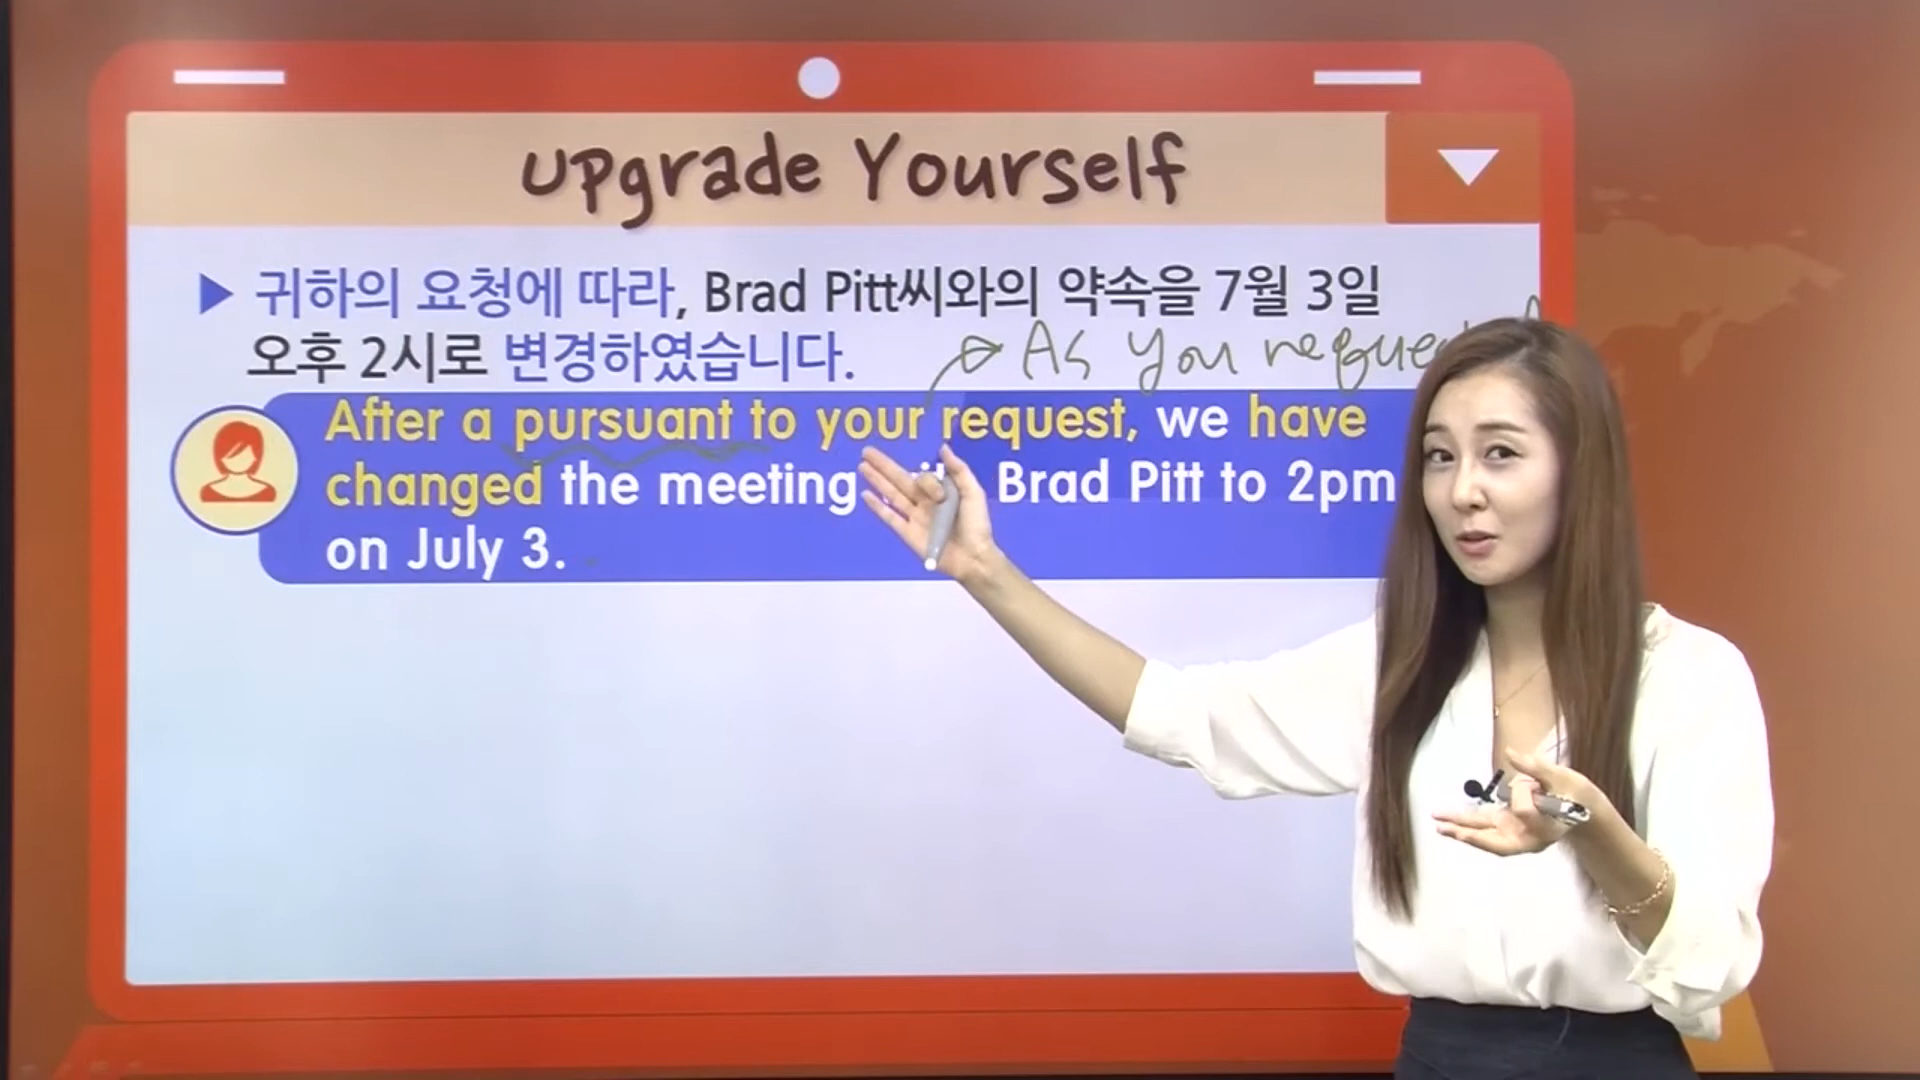 Upgrade Yourself
▶ 귀하의 요청에 따라, Brad Pitt씨와의 약속을 7월 3일
오후 2시로 변경하였습니다.
As you
After a pursuant to your request, we have
changed the meeting Brad Pitt to 2pm
on July 3.